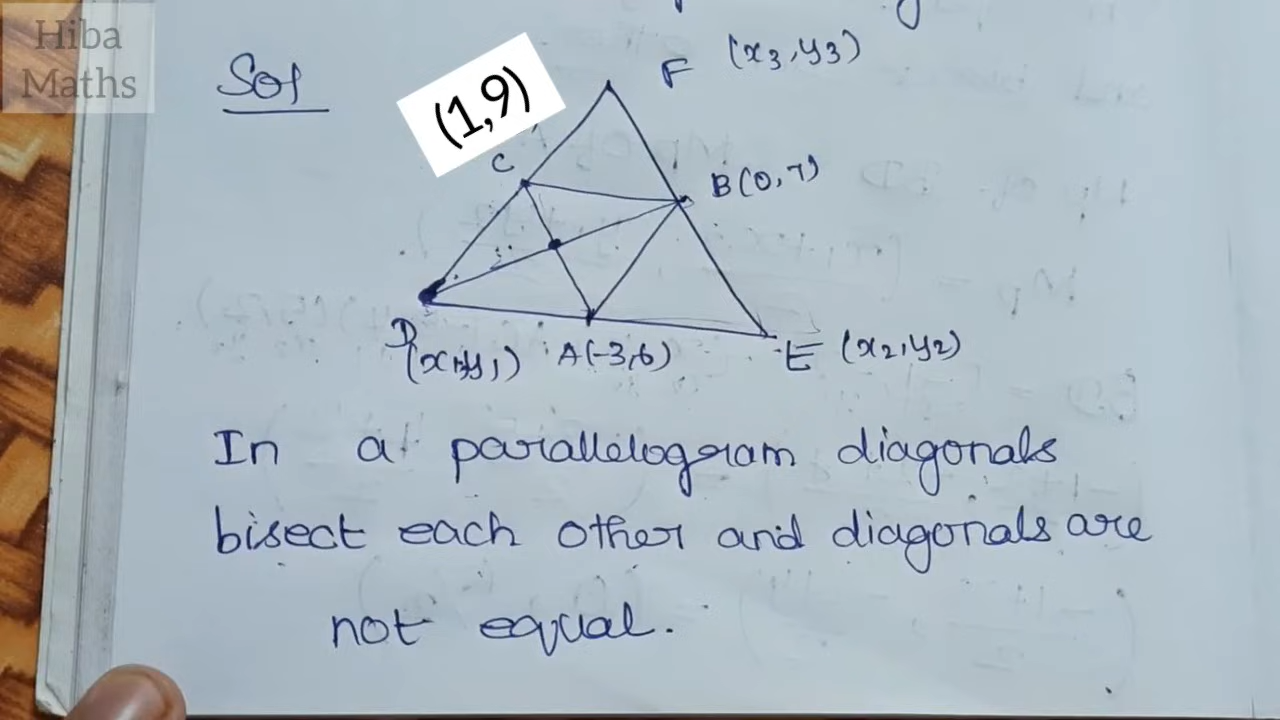 Hiba
Maths
Sol
(1,9)
F (x3,y3)
C
B(0,7)
D
(x1,y1)
A(-3,6)
E (x2,y2)
In a parallelogram diagonals
bisect each other and diagonals are
not equal.